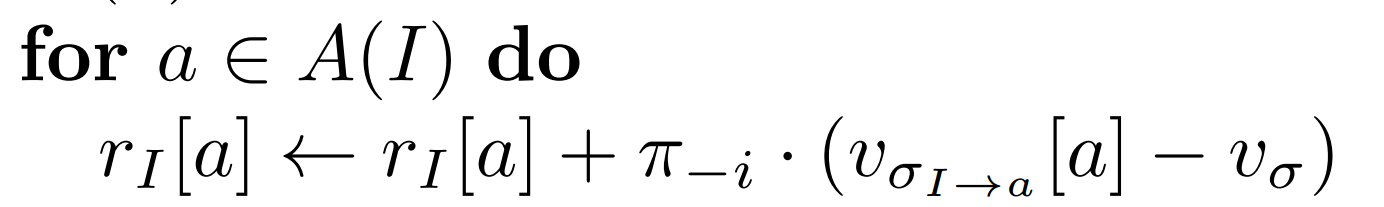 for a ∈ A(I) do
r_I[a] ← r_I[a] + π_{−i} · (v_{σ_{I→a}}[a] − v_σ)